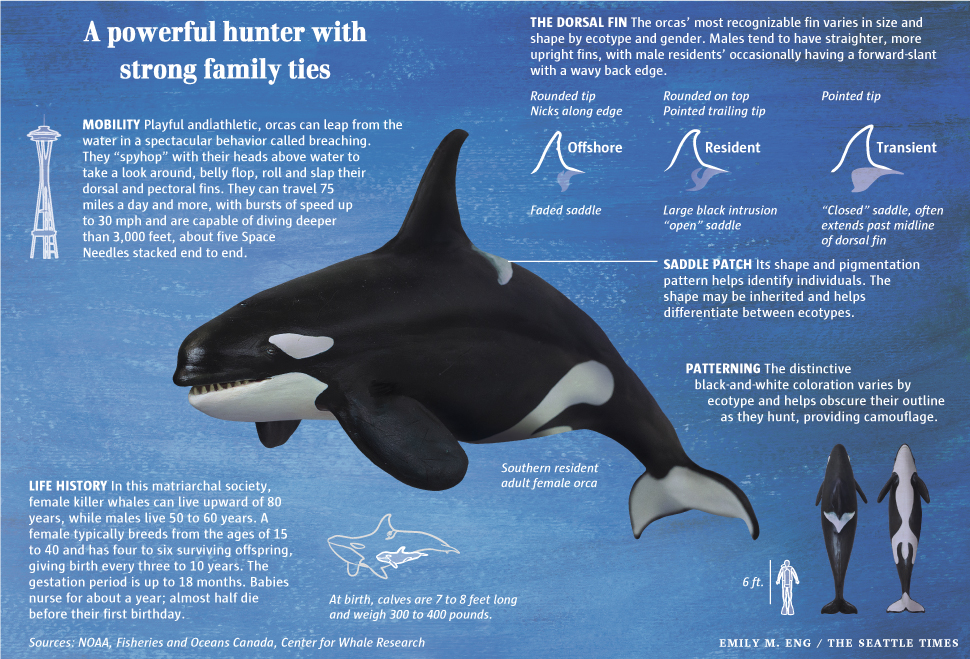 A powerful hunter with
strong family ties
MOBILITY Playful andlathletic, orcas can leap from the
water in a spectacular behavior called breaching.
They “spyhop” with their heads above water to
take a look around, belly flop, roll and slap their
dorsal and pectoral fins. They can travel 75
miles a day and more, with bursts of speed up
to 30 mph and are capable of diving deeper
than 3,000 feet, about five Space
Needles stacked end to end.
THE DORSAL FIN The orcas’ most recognizable fin varies in size and
shape by ecotype and gender. Males tend to have straighter, more
upright fins, with male residents’ occasionally having a forward-slant
with a wavy back edge.
Rounded tip
Nicks along edge
Offshore
Faded saddle
Rounded on top
Pointed trailing tip
Resident
Large black intrusion
“open” saddle
Pointed tip
Transient
“Closed” saddle, often
extends past midline
of dorsal fin
SADDLE PATCH Its shape and pigmentation
pattern helps identify individuals. The
shape may be inherited and helps
differentiate between ecotypes.
PATTERNING The distinctive
black-and-white coloration varies by
ecotype and helps obscure their outline
as they hunt, providing camouflage.
Southern resident
adult female orca
LIFE HISTORY In this matriarchal society,
female killer whales can live upward of 80
years, while males live 50 to 60 years. A
female typically breeds from the ages of 15
to 40 and has four to six surviving offspring,
giving birth every three to 10 years. The
gestation period is up to 18 months. Babies
nurse for about a year; almost half die
before their first birthday.
At birth, calves are 7 to 8 feet long
and weigh 300 to 400 pounds.
6 ft.
Sources: NOAA, Fisheries and Oceans Canada, Center for Whale Research
EMILY M. ENG / THE SEATTLE TIMES